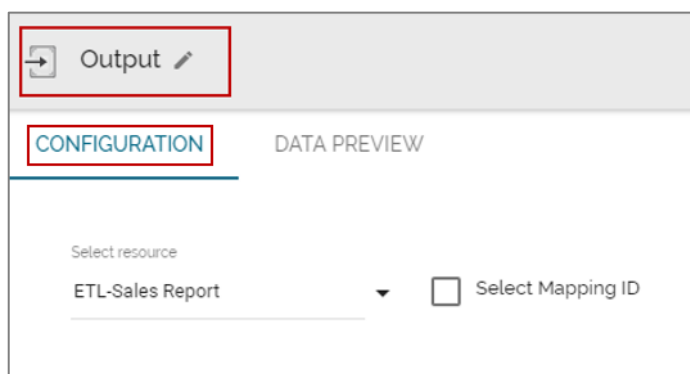 Output
CONFIGURATION DATA PREVIEW
Select resource
ETL-Sales Report Select Mapping ID